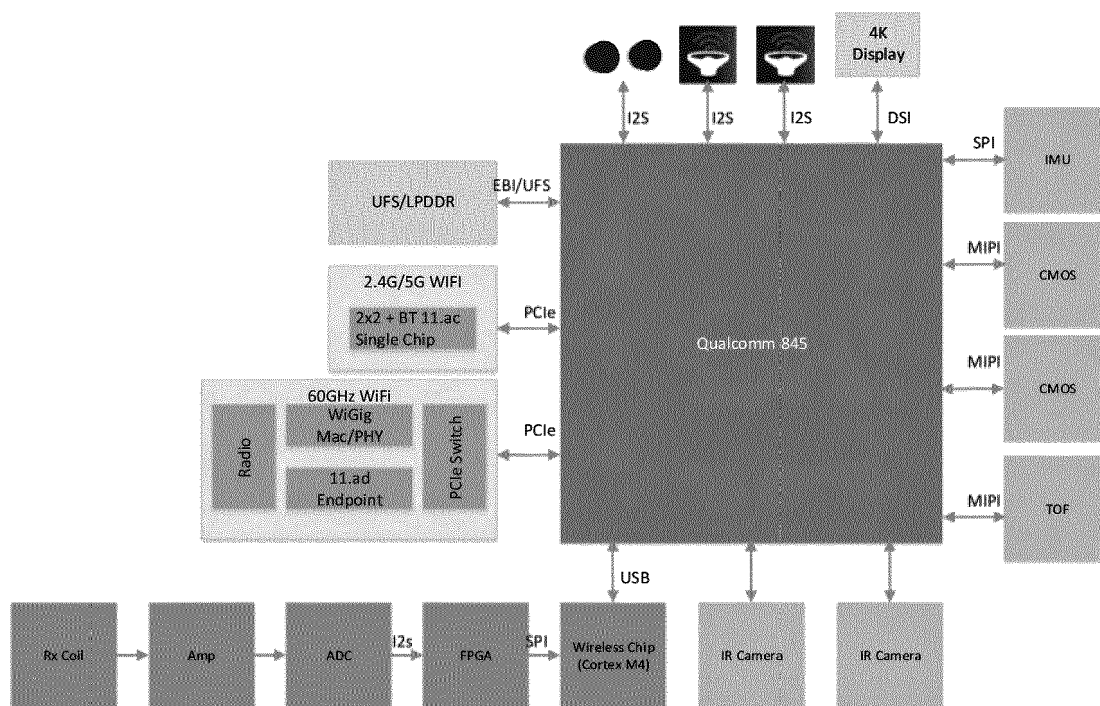 4K
Display
I2S
I2S
I2S
DSI
SPI
IMU
EBI/UFS
UFS/LPDDR
MIPI
CMOS
2.4G/5G WIFI
2x2 + BT 11.ac
Single Chip
PCIe
Qualcomm 845
MIPI
CMOS
60GHz WiFi
Radio
WiGig
Mac/PHY
11.ad
Endpoint
PCIe Switch
PCIe
MIPI
TOF
USB
Rx Coil
Amp
ADC
I2s
FPGA
SPI
Wireless Chip
(Cortex M4)
IR Camera
IR Camera